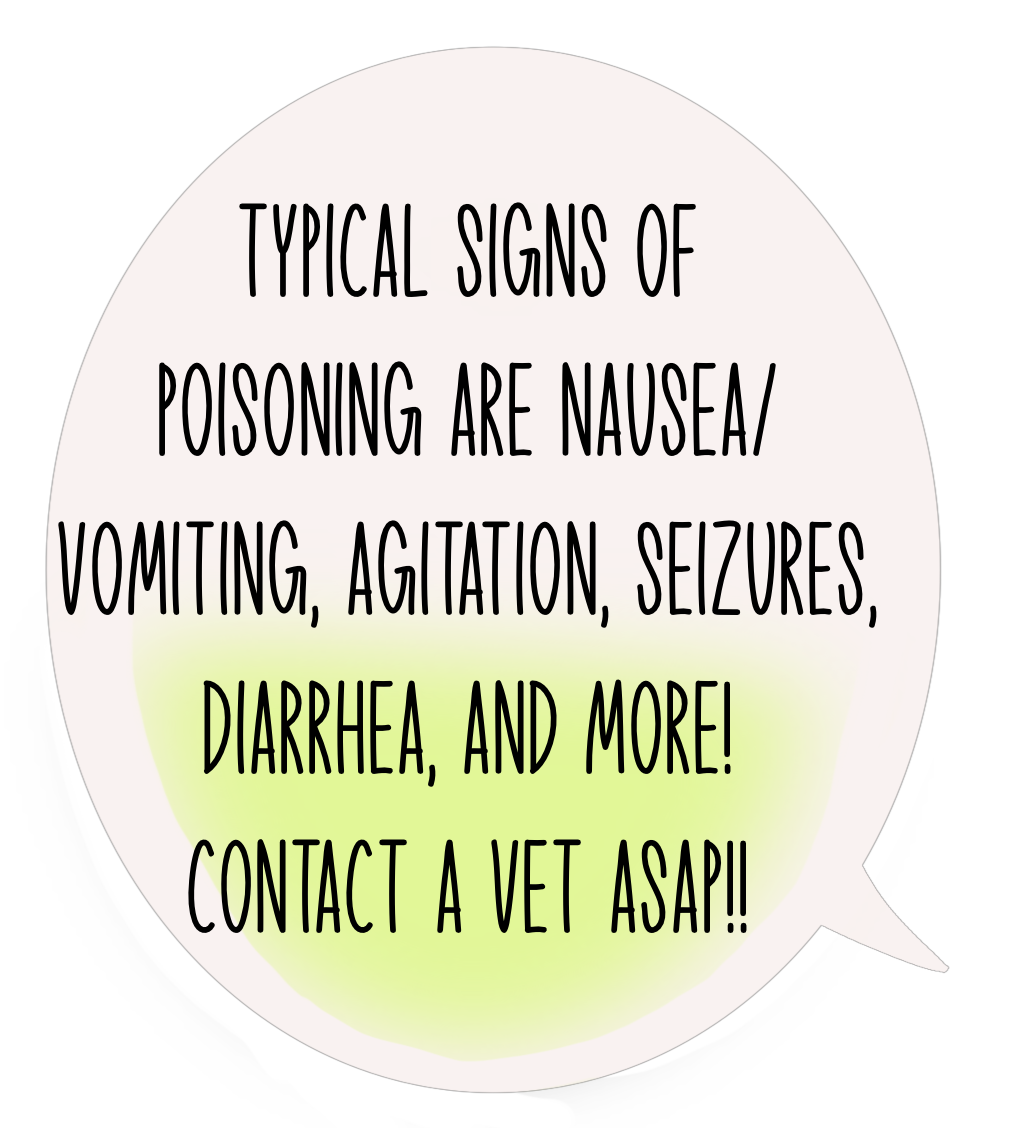 TYPICAL SIGNS OF
POISONING ARE NAUSEA/
VOMITING, AGITATION, SEIZURES,
DIARRHEA, AND MORE!
CONTACT A VET ASAP!!